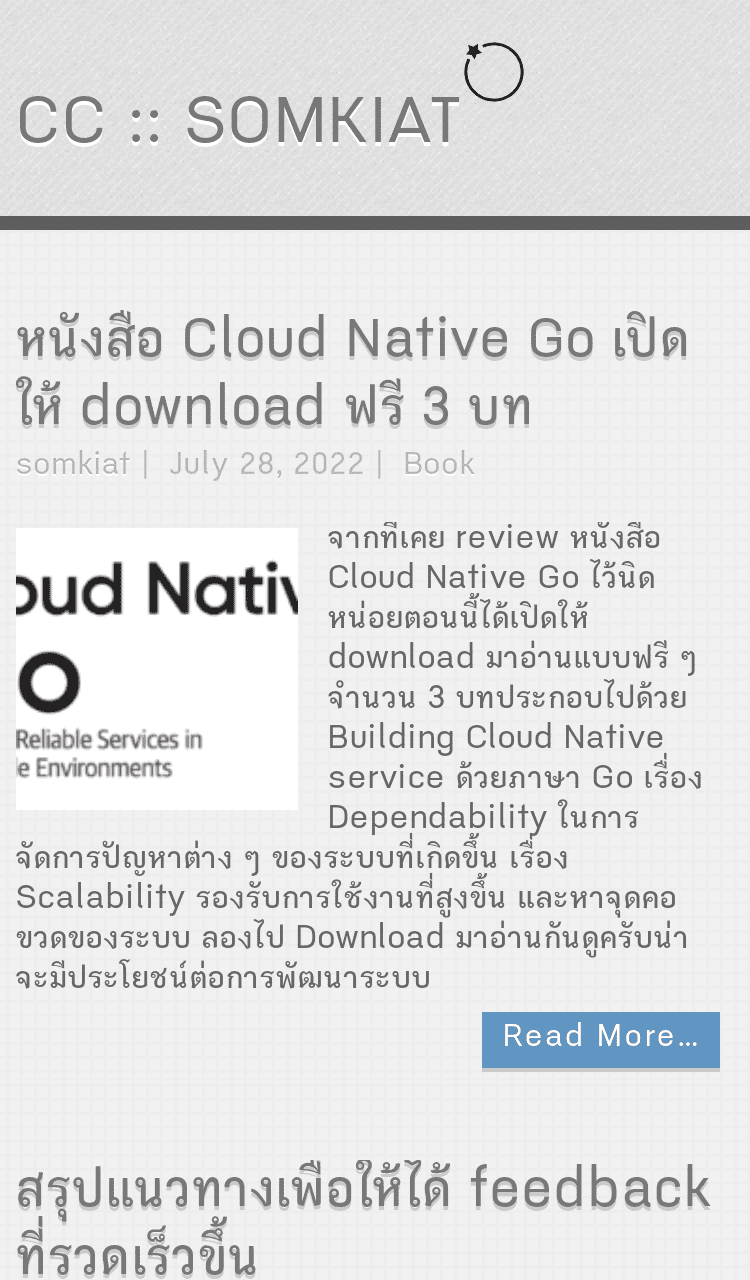 CC :: SOMKIAT
หนังสือ Cloud Native Go เปิด
ให้ download ฟรี 3 บท
somkiat | July 28, 2022 | Book
oud Nativ
o
Reliable Services in
e Environments
จากที่เคย review หนังสือ
Cloud Native Go ไว้นิด
หน่อยตอนนี้ได้เปิดให้
download มาอ่านแบบฟรี ๆ
จำนวน 3 บทประกอบไปด้วย
Building Cloud Native
service ด้วยภาษา Go เรื่อง
Dependability ในการ
จัดการปัญหาต่าง ๆ ของระบบที่เกิดขึ้น เรื่อง
Scalability รองรับการใช้งานที่สูงขึ้น และหาจุดคอ
ขวดของระบบ ลองไป Download มาอ่านกันดูครับน่า
จะมีประโยชน์ต่อการพัฒนาระบบ
Read More…
สรุปแนวทางเพื่อให้ได้ feedback
ที่รวดเร็วขึ้น